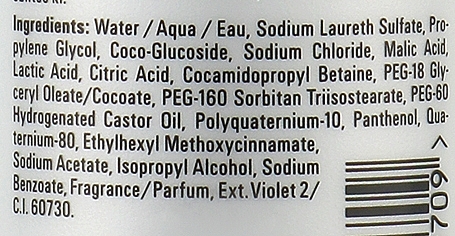 Ingredients: Water / Aqua / Eau, Sodium Laureth Sulfate, Pro-
pylene Glycol, Coco-Glucoside, Sodium Chloride, Malic Acid,
Lactic Acid, Citric Acid, Cocamidopropyl Betaine, PEG-18 Gly-
ceryl Oleate/Cocoate, PEG-160 Sorbitan Triisostearate, PEG-60
Hydrogenated Castor Oil, Polyquaternium-10, Panthenol, Qua-
ternium-80, Ethylhexyl Methoxycinnamate,
Sodium Acetate, Isopropyl Alcohol, Sodium
Benzoate, Fragrance/Parfum, Ext. Violet 2/
C.I. 60730.